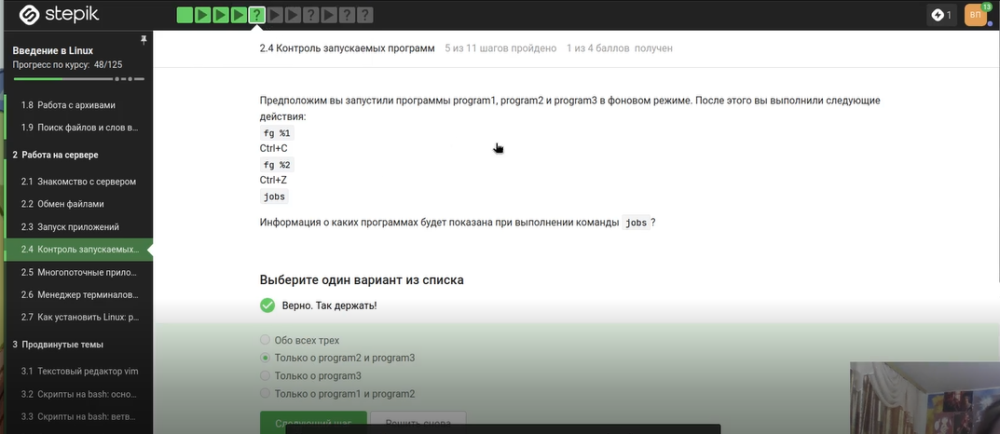 stepik
?
?
?
?
1
ВП
13
Введение в Linux
Прогресс по курсу: 48/125
1.8 Работа с архивами
1.9 Поиск файлов и слов в...
2 Работа на сервере
2.1 Знакомство с сервером
2.2 Обмен файлами
2.3 Запуск приложений
2.4 Контроль запускаемых...
2.5 Многопоточные прило...
2.6 Менеджер терминалов...
2.7 Как установить Linux: р...
3 Продвинутые темы
3.1 Текстовый редактор vim
3.2 Скрипты на bash: осно...
3.3 Скрипты на bash: ветв...
2.4 Контроль запускаемых программ 5 из 11 шагов пройдено 1 из 4 баллов получен
Предположим вы запустили программы program1, program2 и program3 в фоновом режиме. После этого вы выполнили следующие
действия:
fg %1
Ctrl+C
fg %2
Ctrl+Z
jobs
Информация о каких программах будет показана при выполнении команды jobs ?
Выберите один вариант из списка
Верно. Так держать!
Обо всех трех
Только о program2 и program3
Только о program3
Только о program1 и program2
Следующий шаг
Решить снова